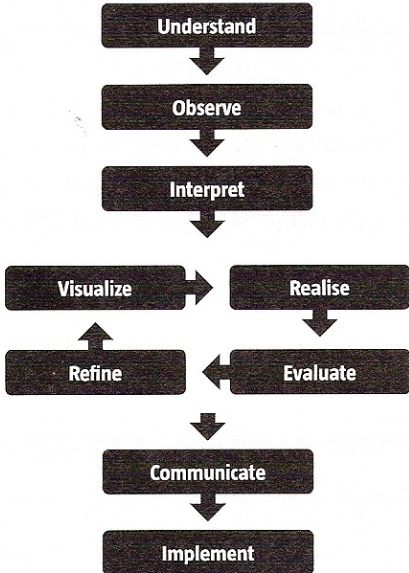 Understand
Observe
Interpret
Visualize
Realise
Refine
Evaluate
Communicate
Implement